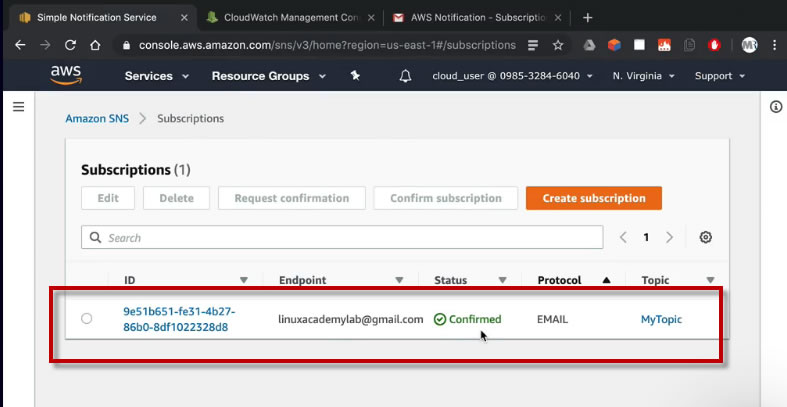 Simple Notification Service
CloudWatch Management Con
AWS Notification - Subscriptio
console.aws.amazon.com/sns/v3/home?region=us-east-1#/subscriptions
aws
Services
Resource Groups
cloud_user @ 0985-3284-6040
N. Virginia
Support
Amazon SNS
Subscriptions
Subscriptions (1)
Edit
Delete
Request confirmation
Confirm subscription
Create subscription
Search
1
ID
Endpoint
Status
Protocol
Topic
9e51b651-fe31-4b27-
86b0-8df1022328d8
linuxacademylab@gmail.com
Confirmed
EMAIL
MyTopic